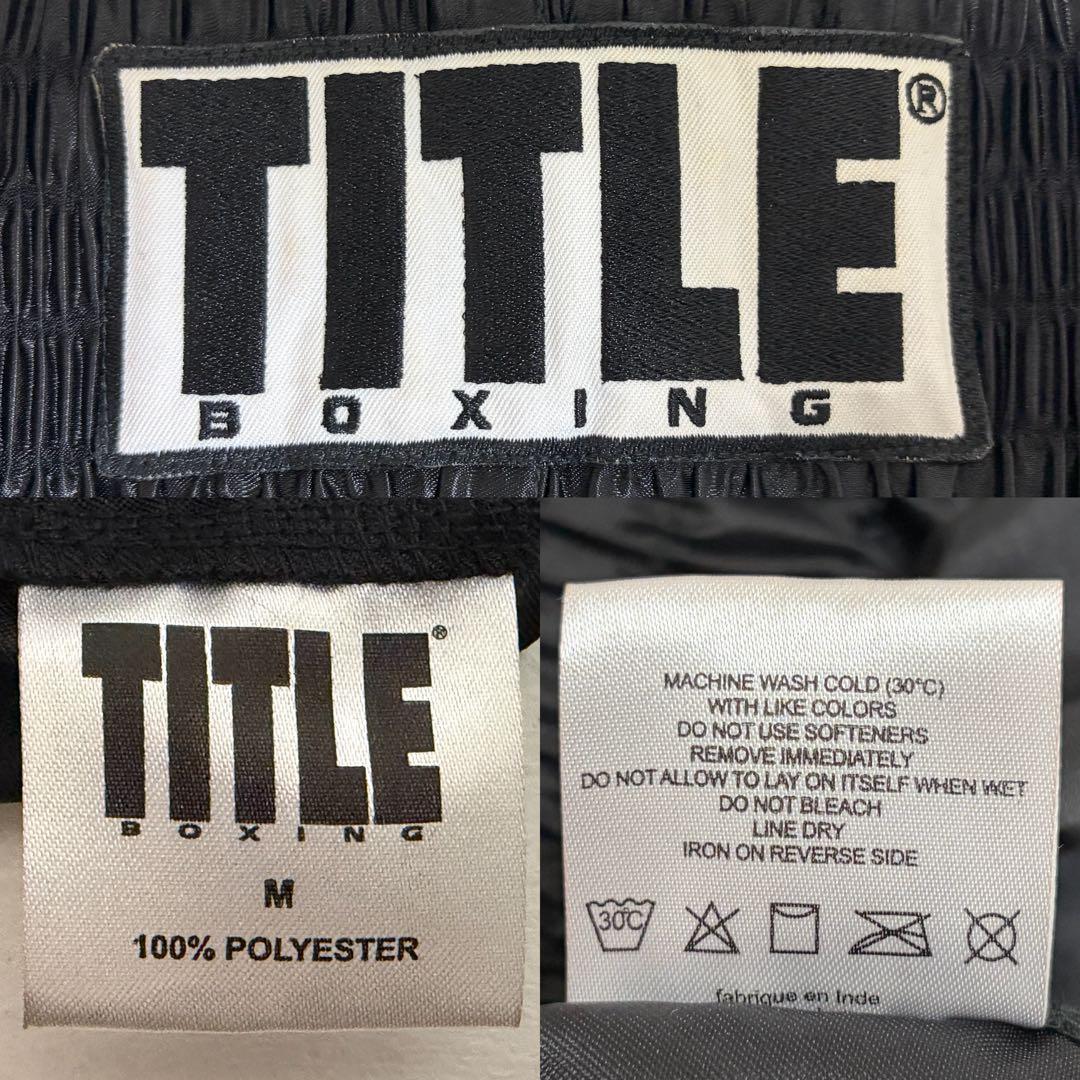 TITLE®
BOXING
TITLE®
BOXING
M
100% POLYESTER
MACHINE WASH COLD (30°C)
WITH LIKE COLORS
DO NOT USE SOFTENERS
REMOVE IMMEDIATELY
DO NOT ALLOW TO LAY ON ITSELF WHEN WET
DO NOT BLEACH
LINE DRY
IRON ON REVERSE SIDE
30°C
fabrique en Inde